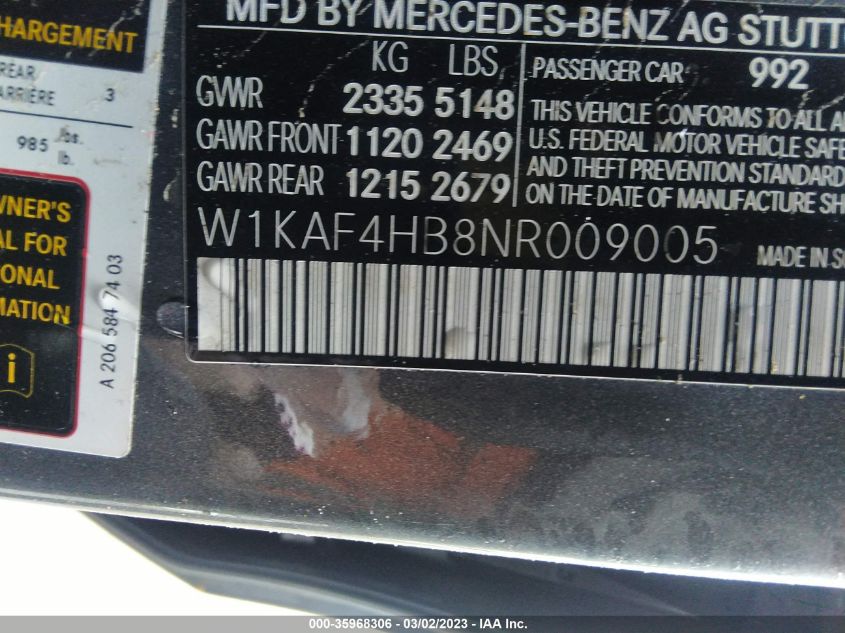 CHARGEMENT
REAR
ARRIÈRE 3
985 lbs.
lb.
WNER'S
AL FOR
IONAL
MATION
i
A 206 584 74 03
MFD BY MERCEDES-BENZ AG STUTT
KG LBS
GVWR 2335 5148
GAWR FRONT 1120 2469
GAWR REAR 1215 2679
PASSENGER CAR 992
THIS VEHICLE CONFORMS TO ALL A
U.S. FEDERAL MOTOR VEHICLE SAFE
AND THEFT PREVENTION STANDARD
ON THE DATE OF MANUFACTURE SH
W1KAF4HB8NR009005
MADE IN SO
000-35968306 - 03/02/2023 - IAA Inc.